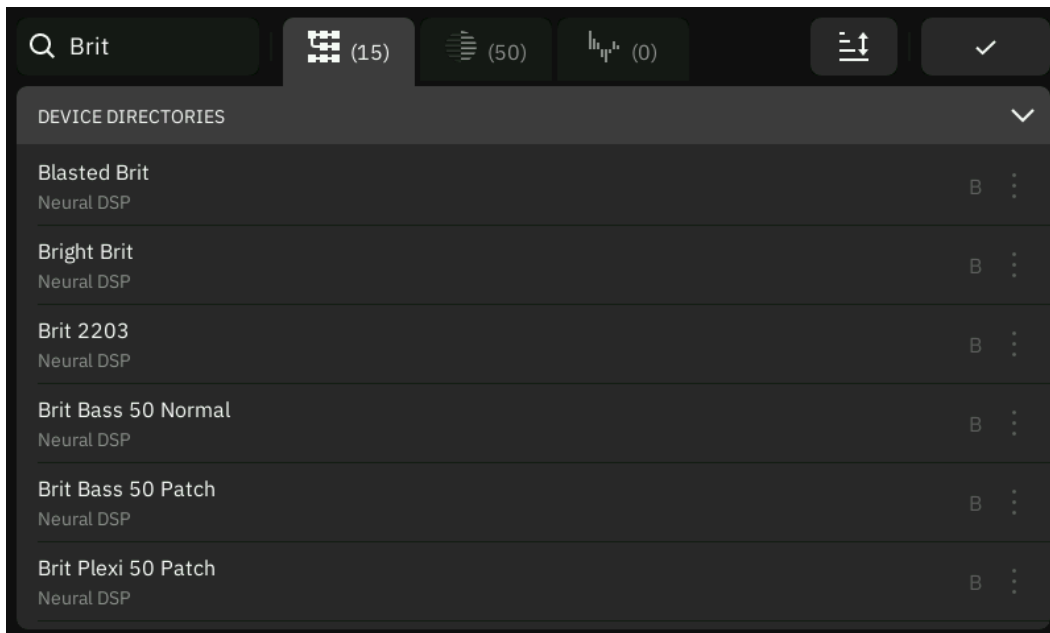 Brit
(15)
(50)
(0)
DEVICE DIRECTORIES
Blasted Brit
Neural DSP
B
Bright Brit
Neural DSP
B
Brit 2203
Neural DSP
B
Brit Bass 50 Normal
Neural DSP
B
Brit Bass 50 Patch
Neural DSP
B
Brit Plexi 50 Patch
Neural DSP
B